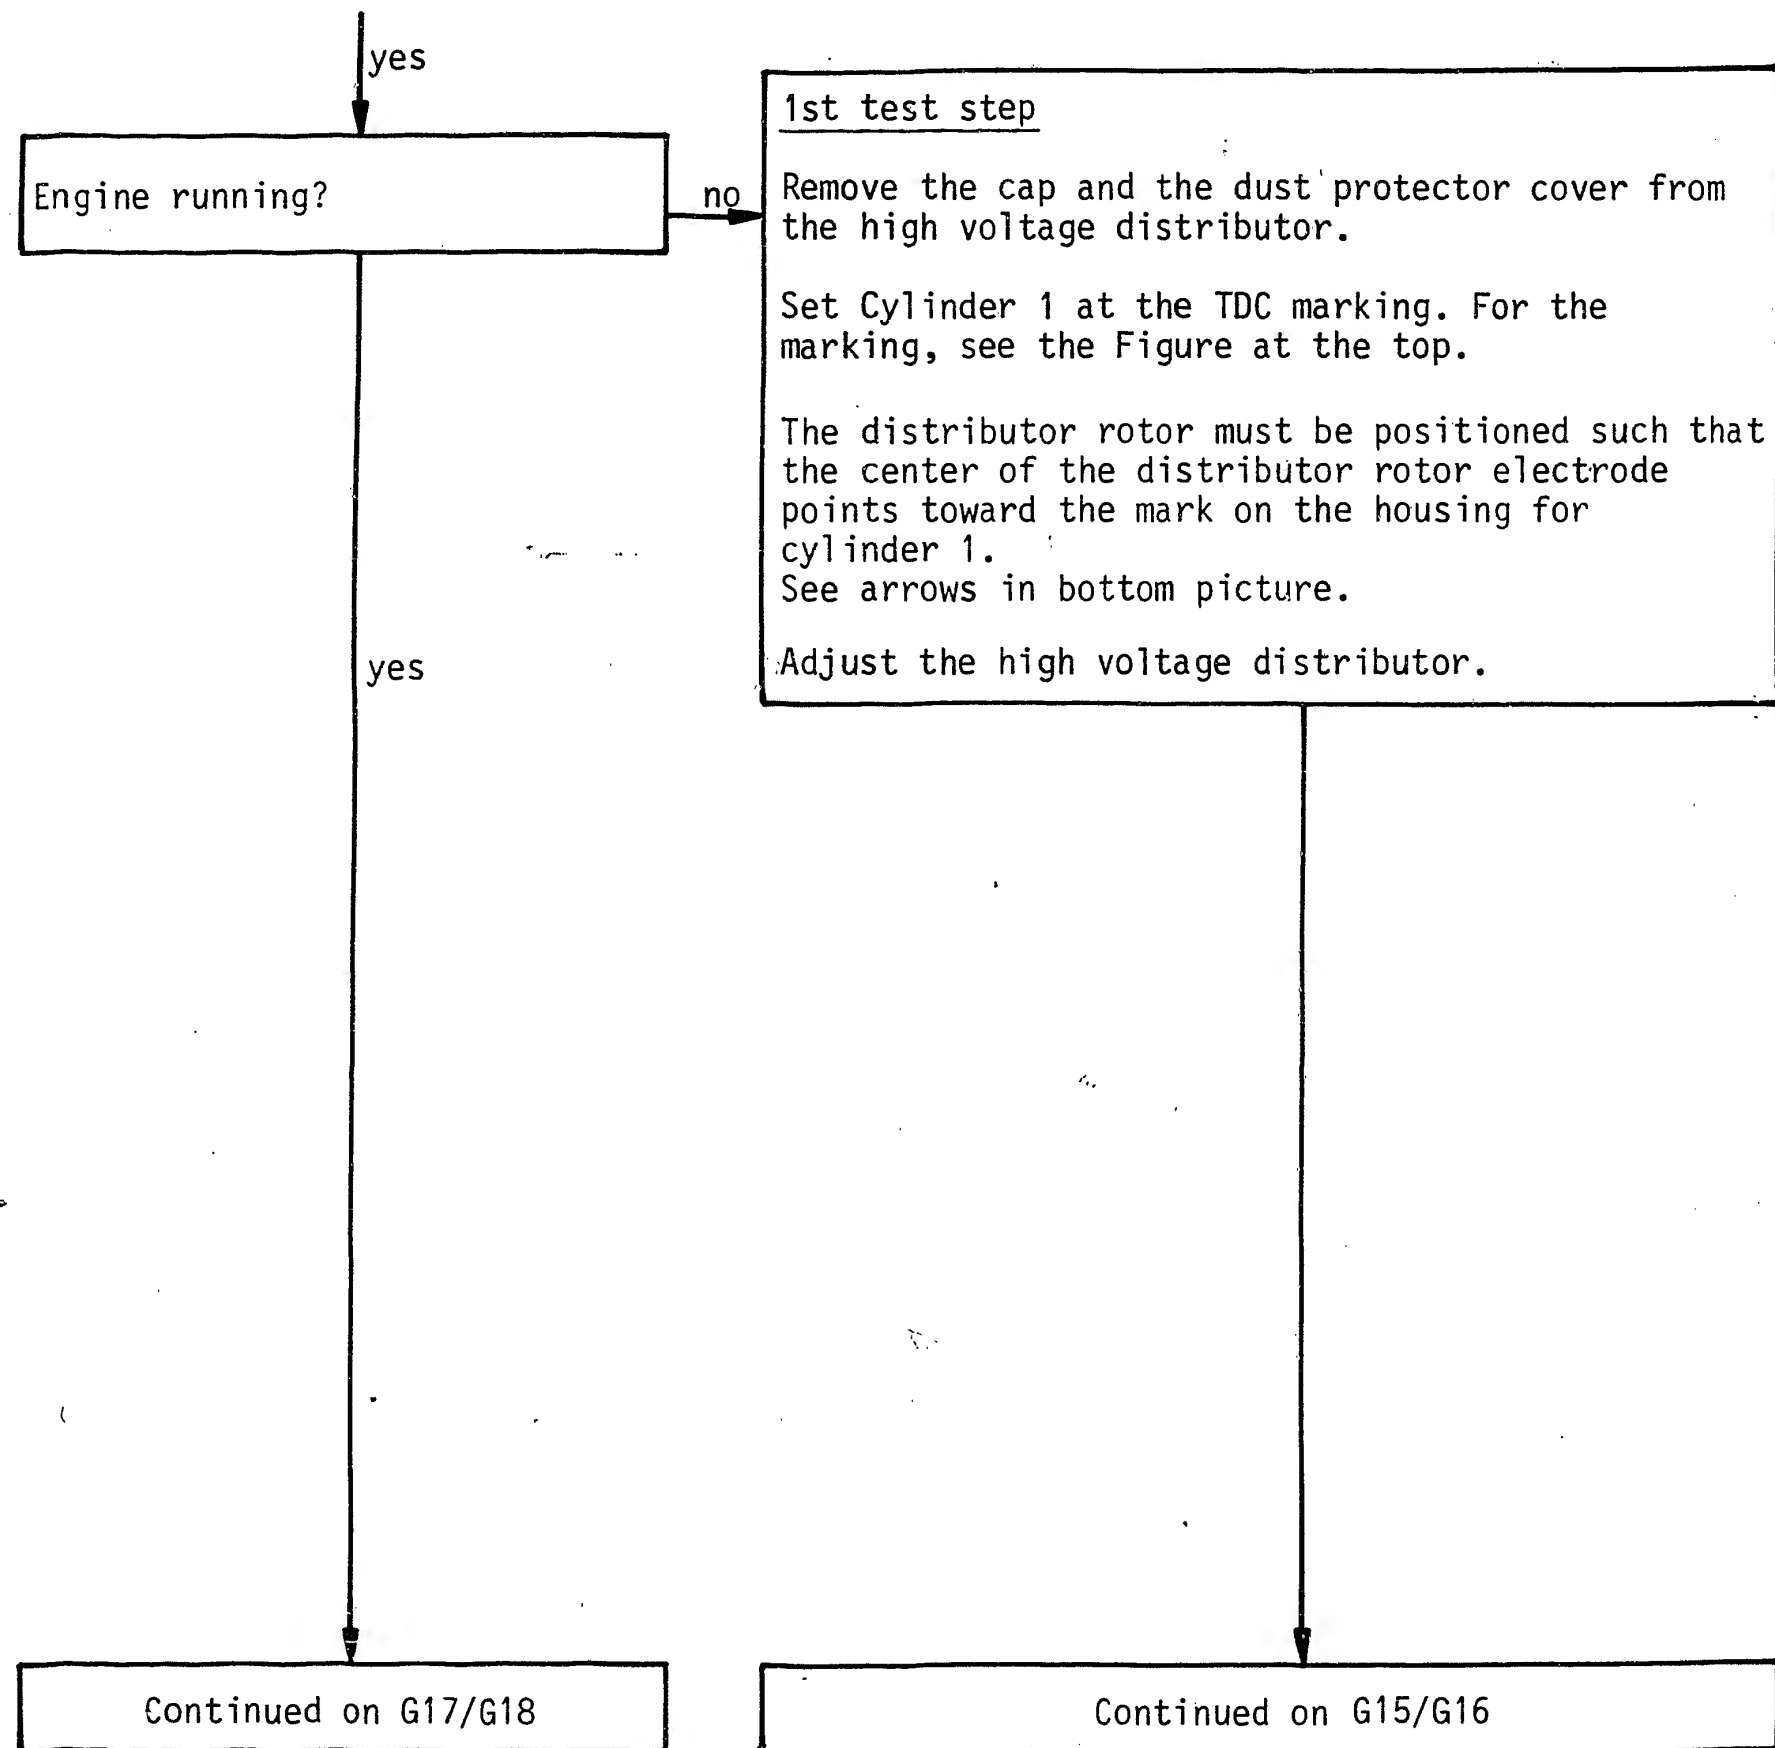 yes
Engine running?
no
1st test step
Remove the cap and the dust protector cover from
the high voltage distributor.
Set Cylinder 1 at the TDC marking. For the
marking, see the Figure at the top.
The distributor rotor must be positioned such that
the center of the distributor rotor electrode
points toward the mark on the housing for
cylinder 1.
See arrows in bottom picture.
Adjust the high voltage distributor.
yes
Continued on G17/G18
Continued on G15/G16